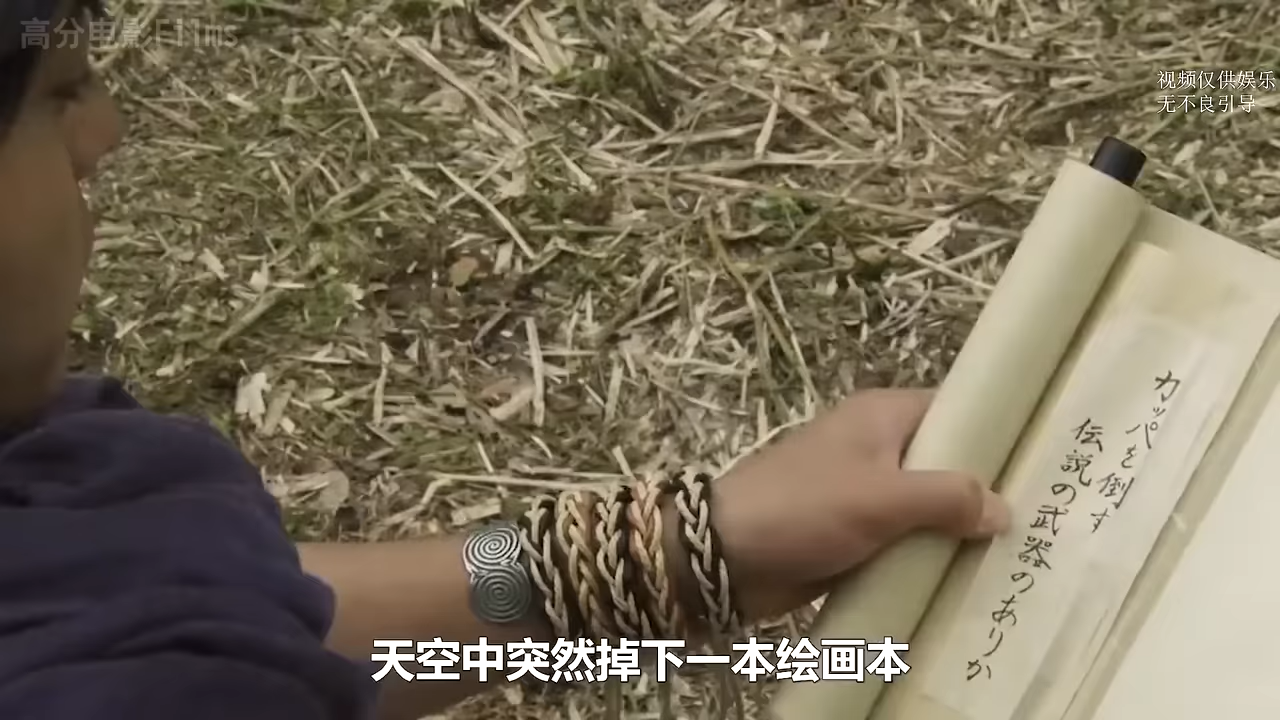 高分电影Films
视频仅供娱乐
无不良引导
カッパを倒す
伝説の武器のありか
天空中突然掉下一本绘画本